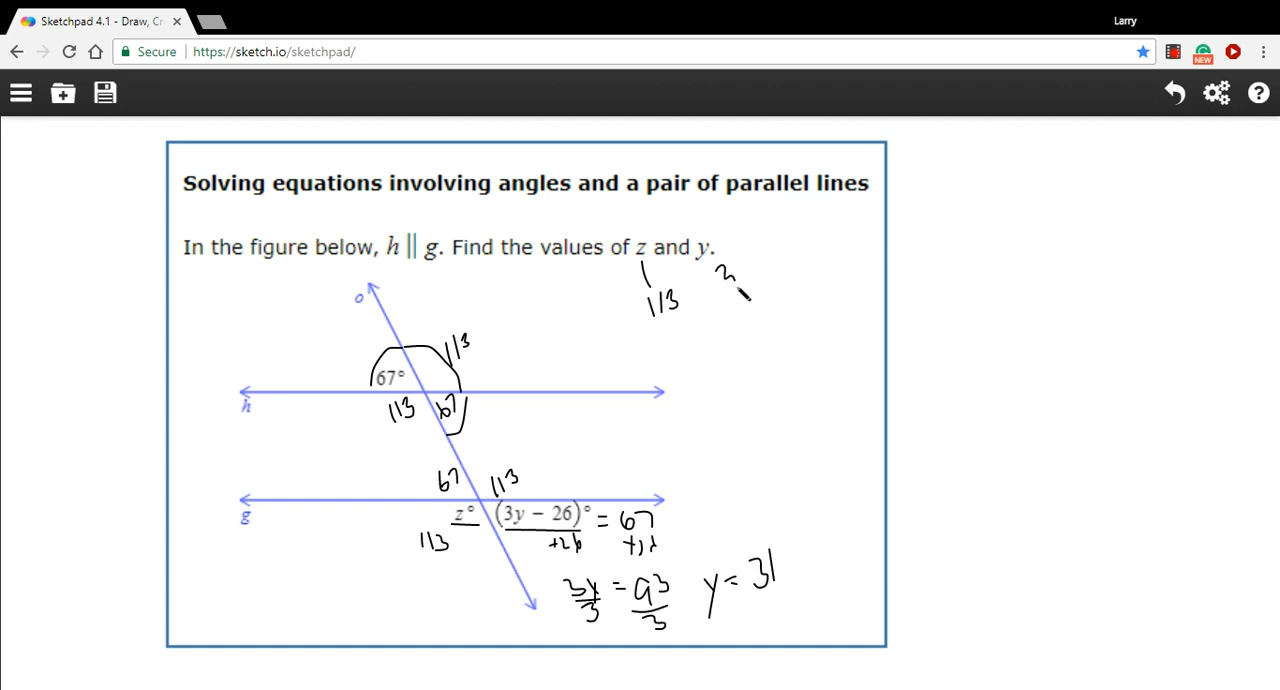 Sketchpad 4.1 - Draw, Cr
Larry
Secure https://sketch.io/sketchpad/
NEW
Solving equations involving angles and a pair of parallel lines
In the figure below, h || g. Find the values of z and y.
113 3
o
113
67°
h 113 67
67 113
g z° (3y − 26)° = 67
113 +26
3y/3 = 93/3 y = 31